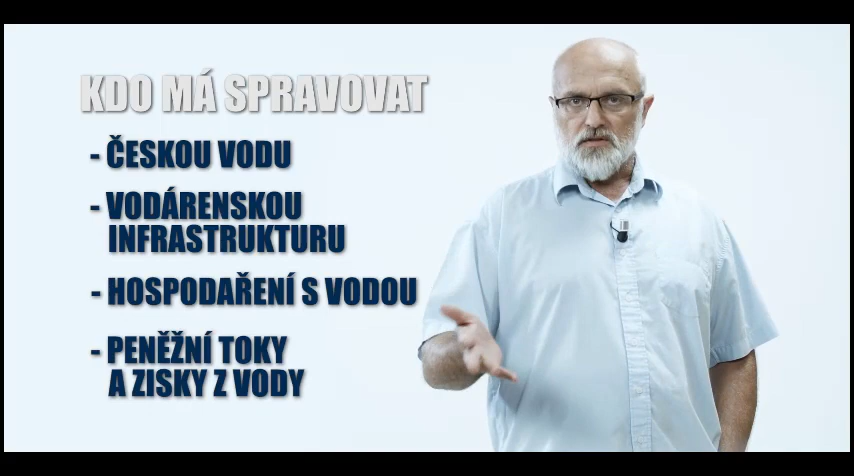 KDO MÁ SPRAVOVAT
- ČESKOU VODU
- VODÁRENSKOU
INFRASTRUKTURU
- HOSPODAŘENÍ S VODOU
- PENĚŽNÍ TOKY
A ZISKY Z VODY